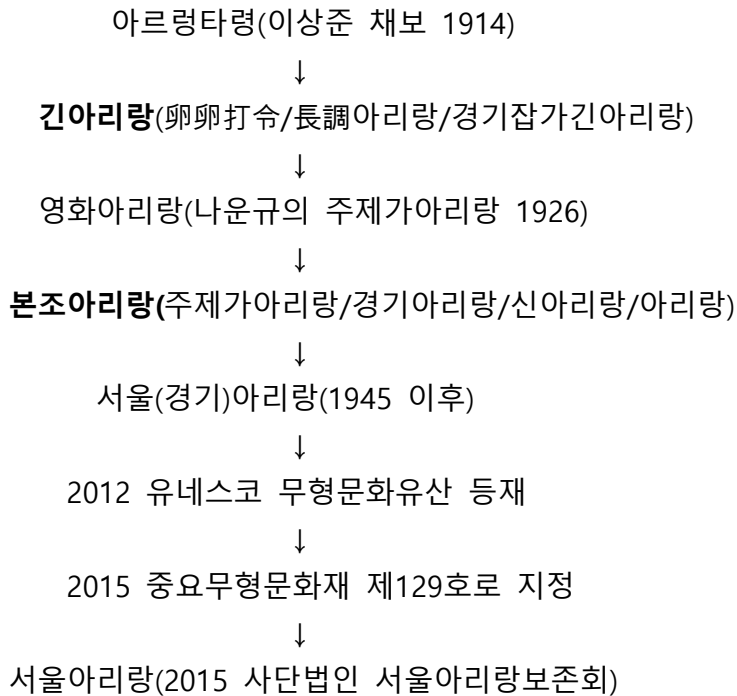 아르렁타령(이상준 채보 1914)
↓
긴아리랑(卵卵打令/長調아리랑/경기잡가긴아리랑)
↓
영화아리랑(나운규의 주제가아리랑 1926)
↓
본조아리랑(주제가아리랑/경기아리랑/신아리랑/아리랑)
↓
서울(경기)아리랑(1945 이후)
↓
2012 유네스코 무형문화유산 등재
↓
2015 중요무형문화재 제129호로 지정
↓
서울아리랑(2015 사단법인 서울아리랑보존회)